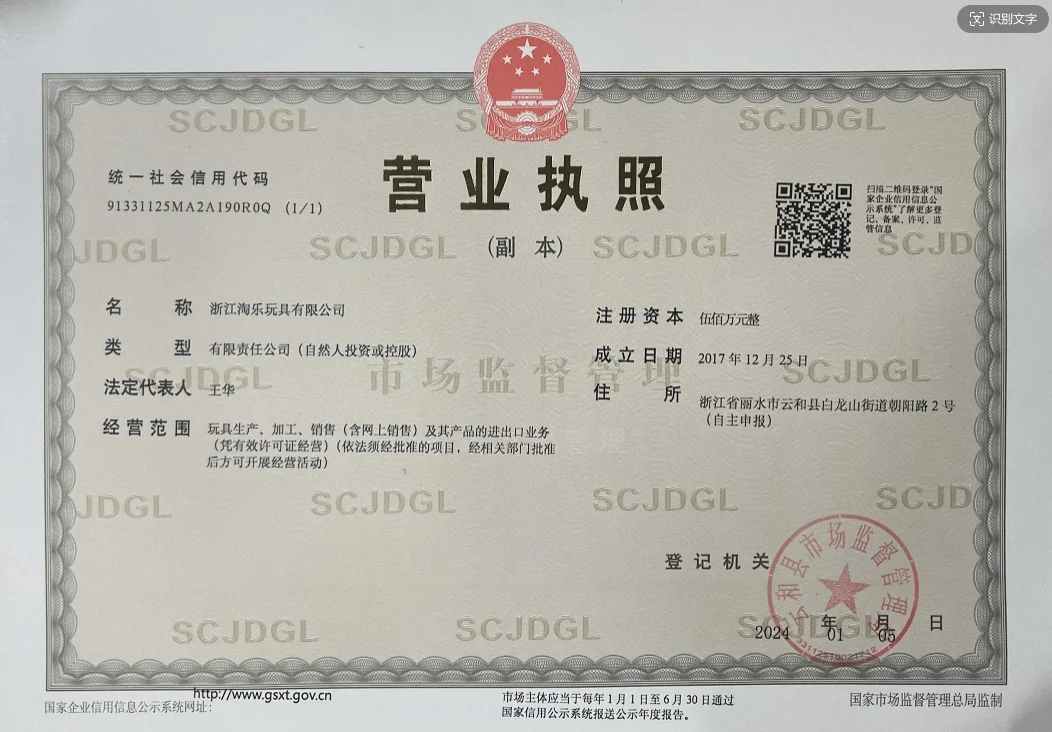 识别文字
SCJDGL SCJDGL SCJDGL
统一社会信用代码
91331125MA2A190R0Q (1/1)
营业执照
(副 本)
扫描二维码登录"国
家企业信用信息公
示系统"了解更多登
记、备案、许可、监
管信息
JDGL SCJDGL SCJDGL SCJD
名 称 浙江淘乐玩具有限公司
类 型 有限责任公司（自然人投资或控股）
法定代表人 王华
经营范围 玩具生产、加工、销售（含网上销售）及其产品的进出口业务
（凭有效许可证经营）（依法须经批准的项目，经相关部门批准
后方可开展经营活动）
注册资本 伍佰万元整
成立日期 2017 年 12 月 25 日
住 所 浙江省丽水市云和县白龙山街道朝阳路 2 号
（自主申报）
SCJDGL 市场监督管理 SCJDGL
JDGL SCJDGL SCJDGL SCJD
登记机关
云和县市场监督管理局
2024 年 01 月 05 日
SCJDGL SCJDGL SCJDGL
http://www.gsxt.gov.cn
国家企业信用信息公示系统网址：
市场主体应当于每年 1 月 1 日至 6 月 30 日通过
国家信用公示系统报送公示年度报告。
国家市场监督管理总局监制